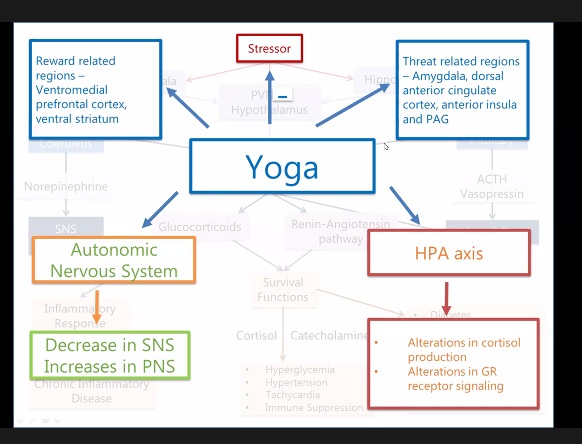 Stressor
Reward related
regions –
Ventromedial
prefrontal cortex,
ventral striatum
Threat related regions
– Amygdala, dorsal
anterior cingulate
cortex, anterior insula
and PAG
ala
Hippo
PVN
Hypothalamus
–
Yoga
Coeruleus
Pituitary
Norepinephrine
ACTH
Vasopressin
SNS
Glucocorticoids
Renin-Angiotensin
pathway
Autonomic
Nervous System
HPA axis
Survival
Functions
Inflammatory
Response
• Diabetes
Decrease in SNS
Increases in PNS
Cortisol
Catecholamine
• Alterations in cortisol
production
• Alterations in GR
receptor signaling
Chronic Inflammatory
Disease
• Hyperglycemia
• Hypertension
• Tachycardia
• Immune Suppression